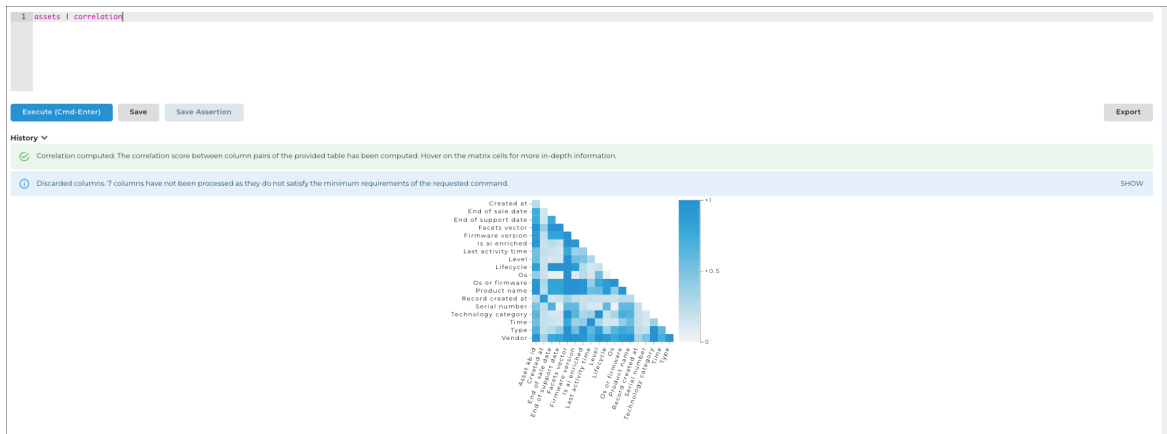 1 assets | correlation
Execute (Cmd-Enter) Save Save Assertion Export
History
Correlation computed. The correlation score between column pairs of the provided table has been computed. Hover on the matrix cells for more in-depth information.
Discarded columns. 7 columns have not been processed as they do not satisfy the minimum requirements of the requested command. SHOW
Created at
End of sale date
End of support date
Facets vector
Firmware version
Is ai enriched
Last activity time
Level
Lifecycle
Os
Os or firmware
Product name
Record created at
Serial number
Technology category
Time
Type
Vendor
+1
+0.5
0
Asset kb id
Created at
End of sale date
End of support date
Facets vector
Firmware version
Is ai enriched
Last activity time
Level
Lifecycle
Os
Os or firmware
Product name
Record created at
Serial number
Technology category
Time
Type